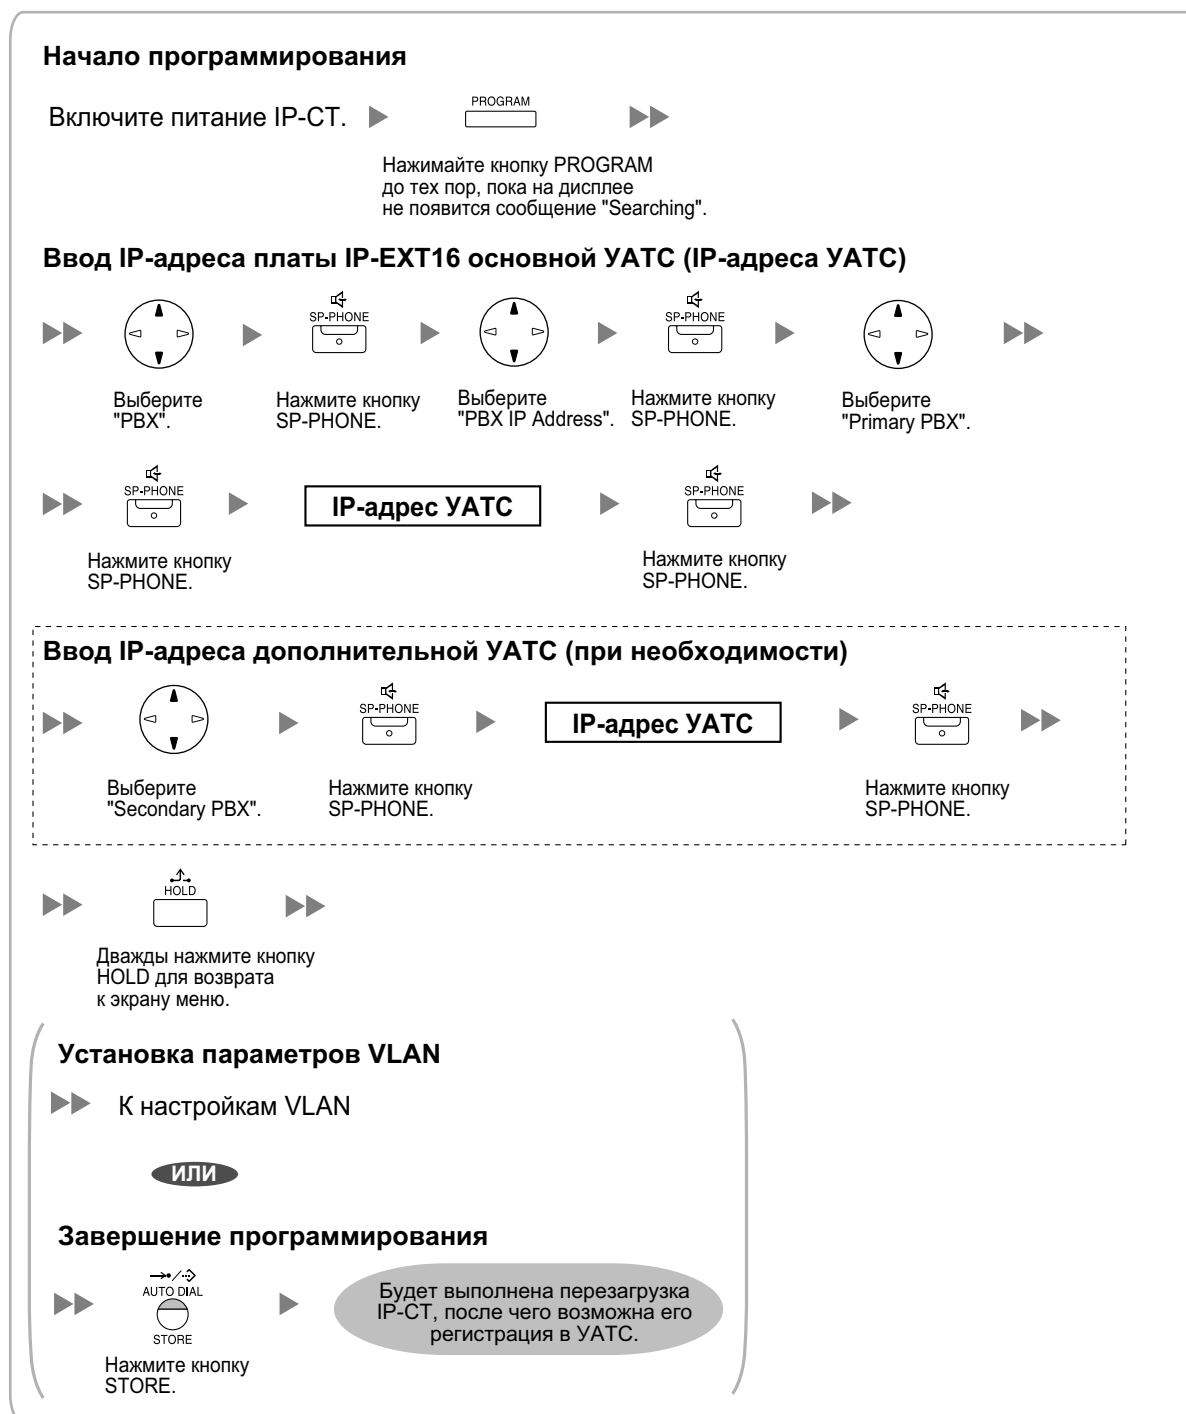 Начало программирования
Включите питание IP-СТ.
PROGRAM
Нажимайте кнопку PROGRAM
до тех пор, пока на дисплее
не появится сообщение "Searching".
Ввод IP-адреса платы IP-EXT16 основной УАТС (IP-адреса УАТС)
SP-PHONE
SP-PHONE
Выберите
"PBX".
Нажмите кнопку
SP-PHONE.
Выберите
"PBX IP Address".
Нажмите кнопку
SP-PHONE.
Выберите
"Primary PBX".
SP-PHONE
IP-адрес УАТС
SP-PHONE
Нажмите кнопку
SP-PHONE.
Нажмите кнопку
SP-PHONE.
Ввод IP-адреса дополнительной УАТС (при необходимости)
SP-PHONE
IP-адрес УАТС
SP-PHONE
Выберите
"Secondary PBX".
Нажмите кнопку
SP-PHONE.
Нажмите кнопку
SP-PHONE.
HOLD
Дважды нажмите кнопку
HOLD для возврата
к экрану меню.
Установка параметров VLAN
К настройкам VLAN
ИЛИ
Завершение программирования
AUTO DIAL
STORE
Нажмите кнопку
STORE.
Будет выполнена перезагрузка
IP-СТ, после чего возможна его
регистрация в УАТС.